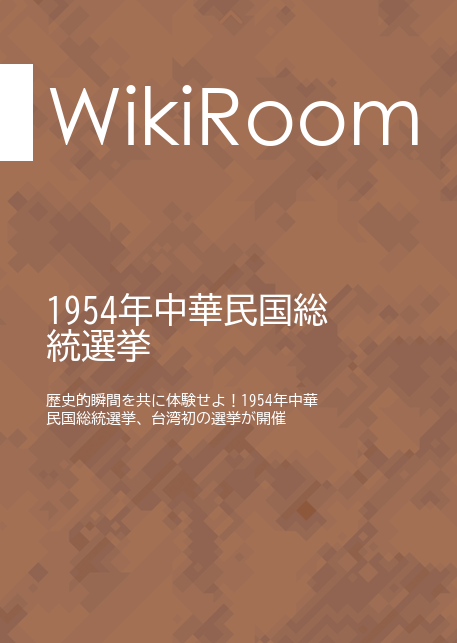 WikiRoom
1954年中華民国総
統選挙
歴史的瞬間を共に体験せよ！1954年中華
民国総統選挙、台湾初の選挙が開催